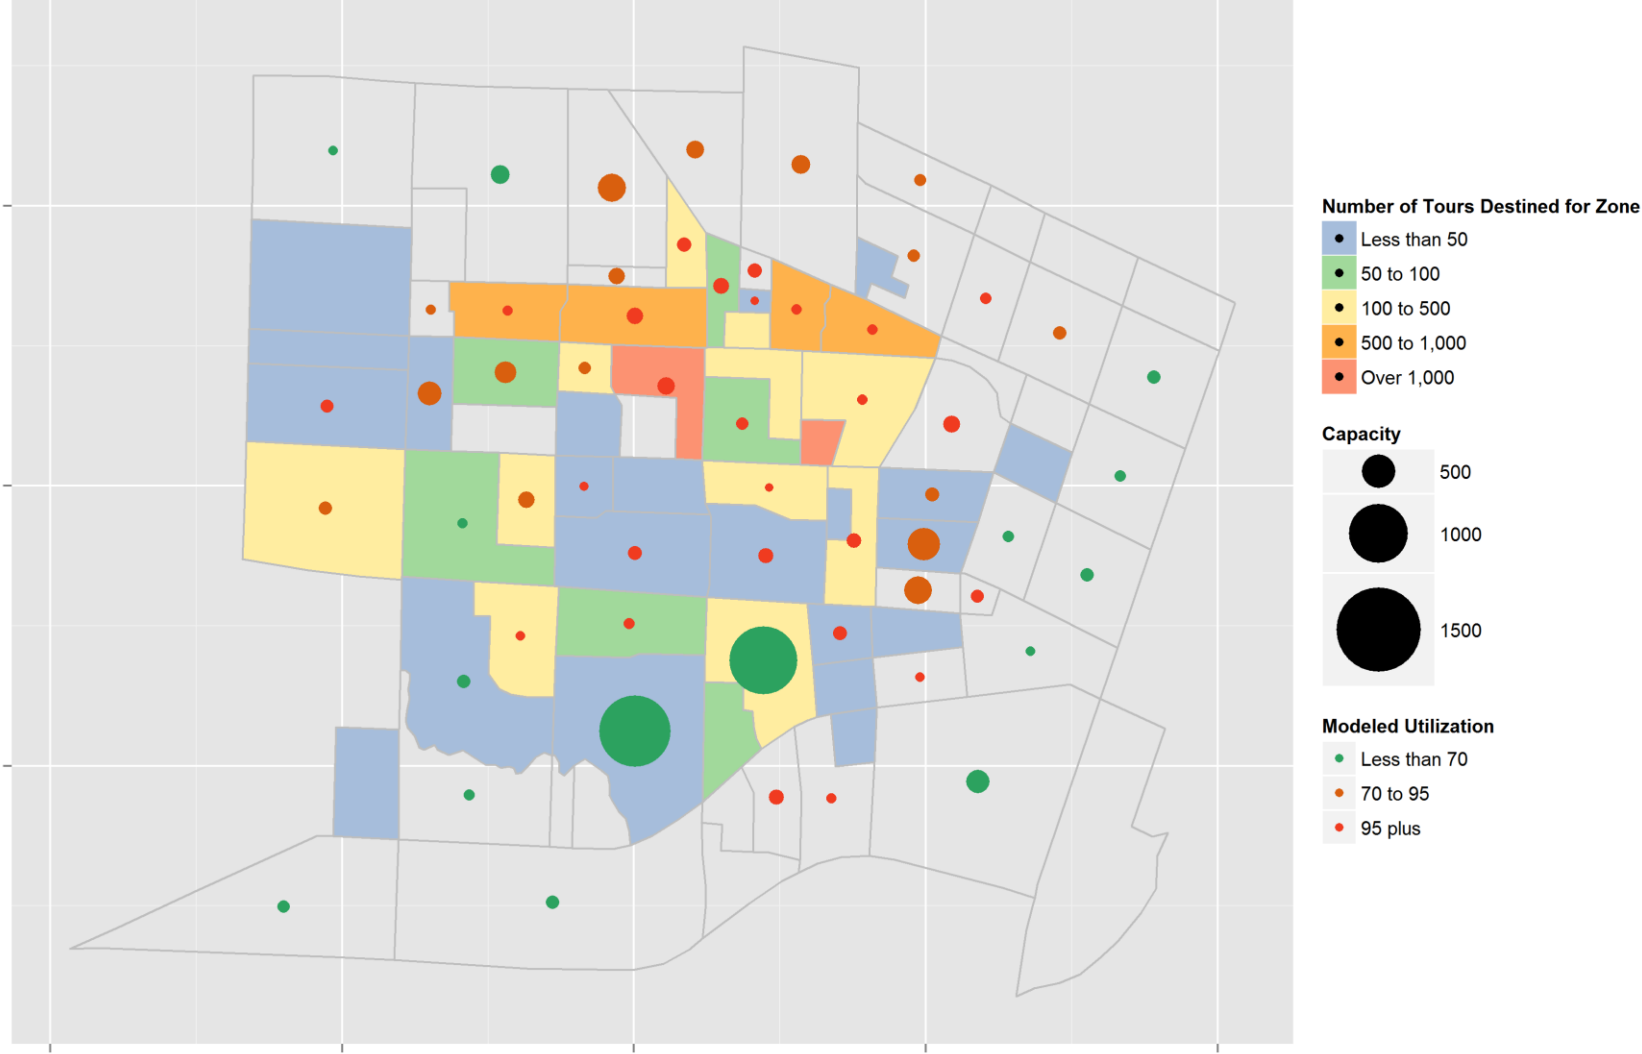 Number of Tours Destined for Zone
Less than 50
50 to 100
100 to 500
500 to 1,000
Over 1,000
Capacity
500
1000
1500
Modeled Utilization
Less than 70
70 to 95
95 plus